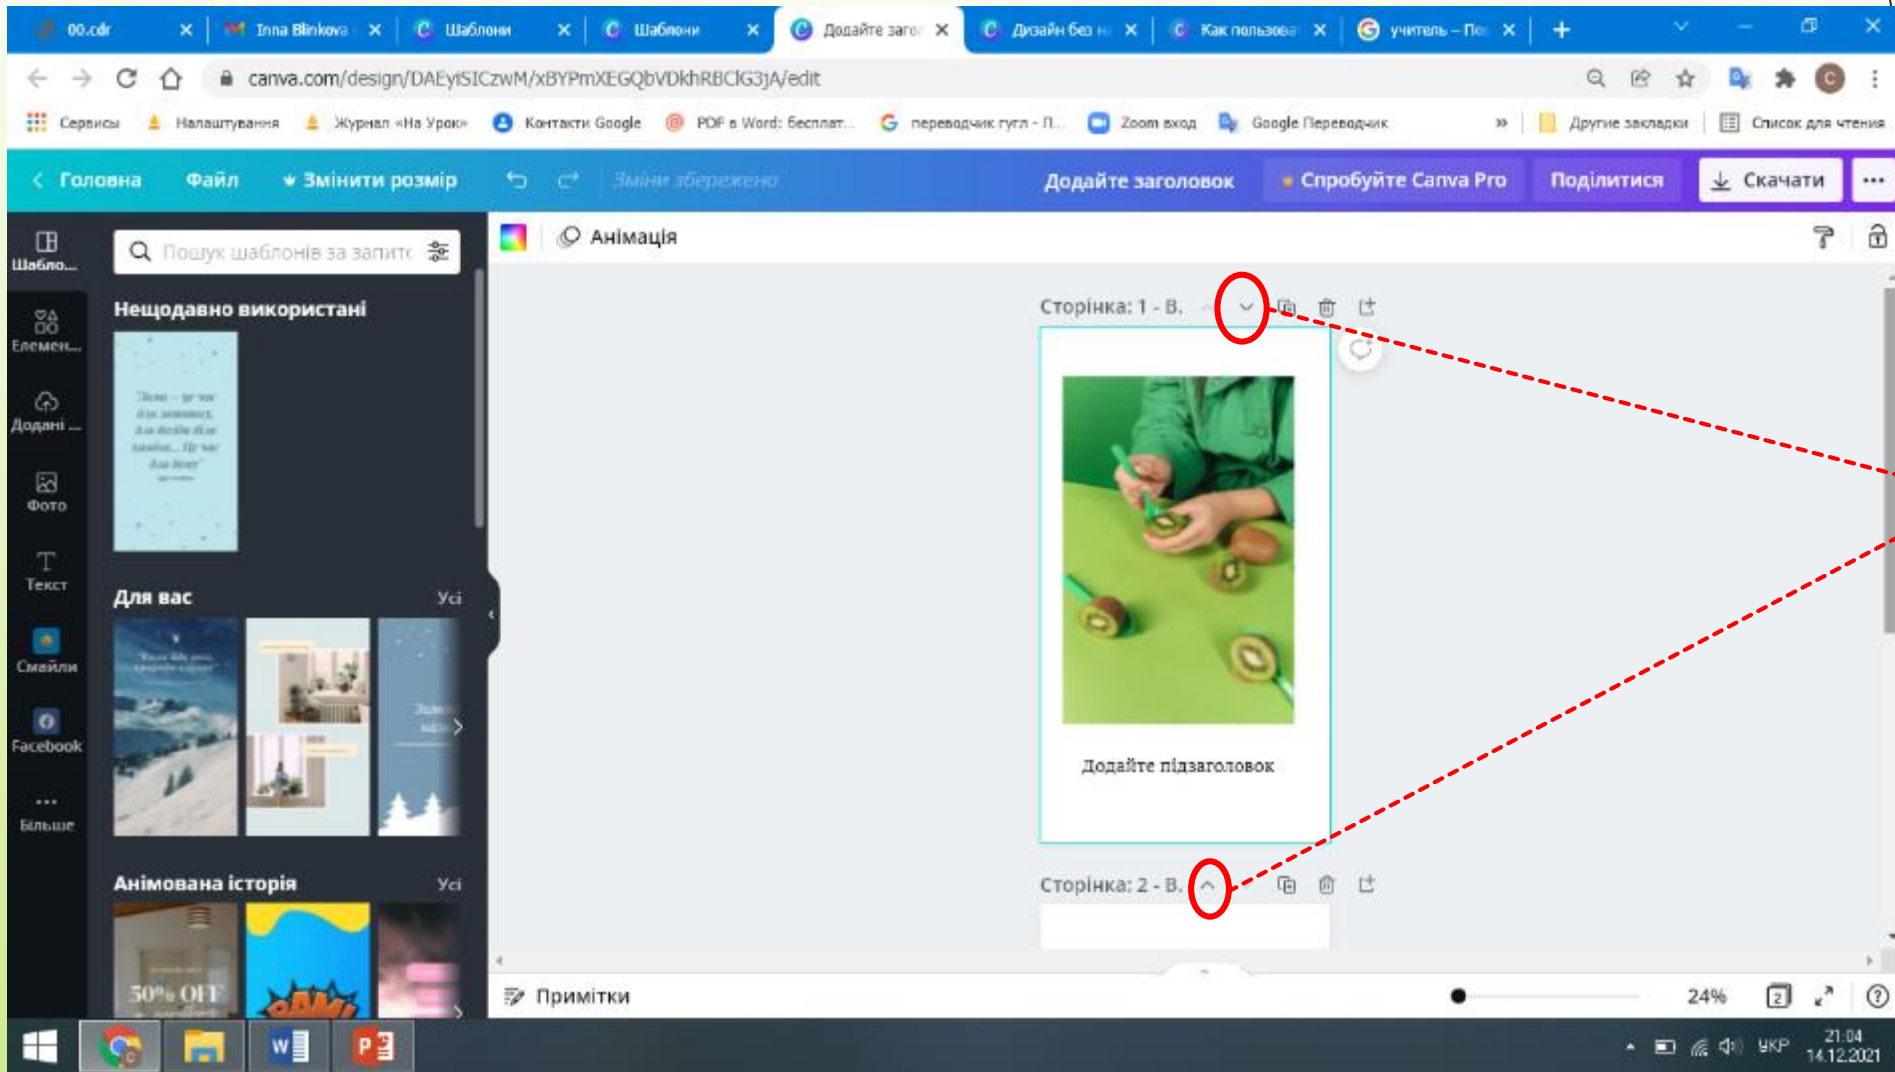 00.cdr
Inna Blinkova
Шаблони
Шаблони
Додайте заго
Дизайн без н
Как пользова
учитель – По
canva.com/design/DAEyiSICzwM/xBYPmXEGQbVDkhRBClG3jA/edit
Сервисы
Налаштування
Журнал «На Урок»
Контакти Google
PDF в Word: бесплат...
переводчик гугл - П...
Zoom вход
Google Переводчик
»
Другие закладки
Список для чтения
Головна
Файл
Змінити розмір
Зміни збережено
Додайте заголовок
Спробуйте Canva Pro
Поділитися
Скачати
Шабло...
Елемен...
Додані ...
Фото
Текст
Смайли
Facebook
Більше
Пошук шаблонів за запитс
Нещодавно використані
Для вас
Усі
Анімована історія
Усі
50% OFF
BAM!
Анімація
Сторінка: 1 - В.
Додайте підзаголовок
Сторінка: 2 - В.
Примітки
24%
2
УКР
21:04
14.12.2021